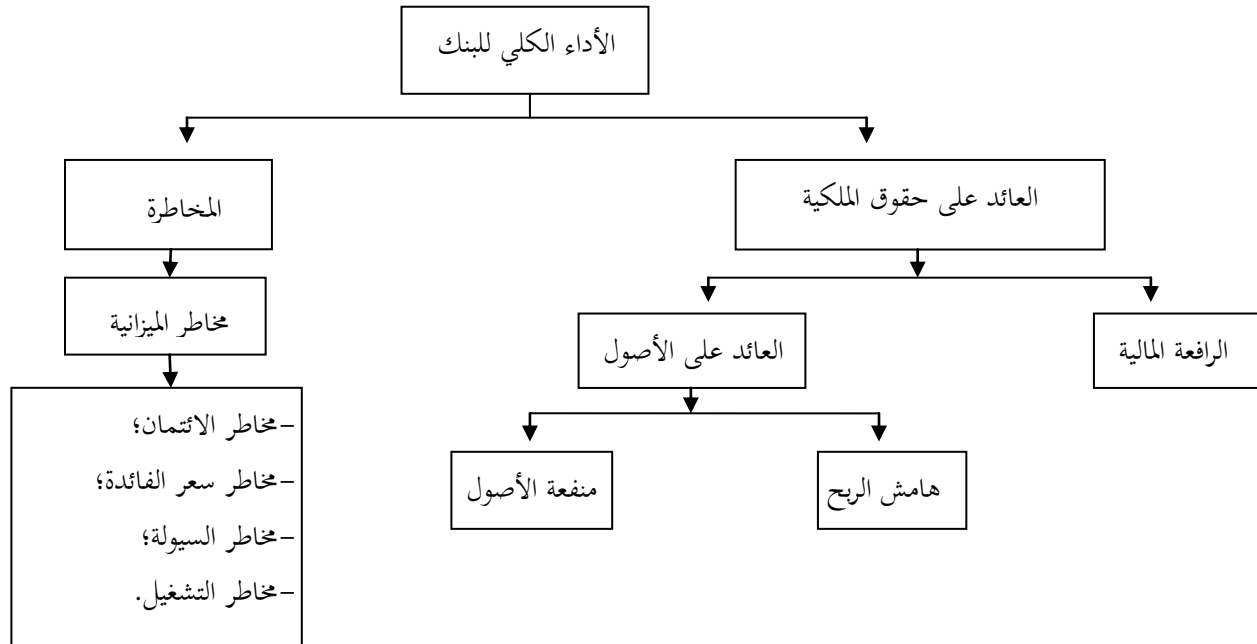 الأداء الكلي للبنك
العائد على حقوق الملكية
المخاطرة
الرافعة المالية
العائد على الأصول
مخاطر الميزانية
هامش الربح
منفعة الأصول
-مخاطر الائتمان؛
-مخاطر سعر الفائدة؛
-مخاطر السيولة؛
-مخاطر التشغيل.